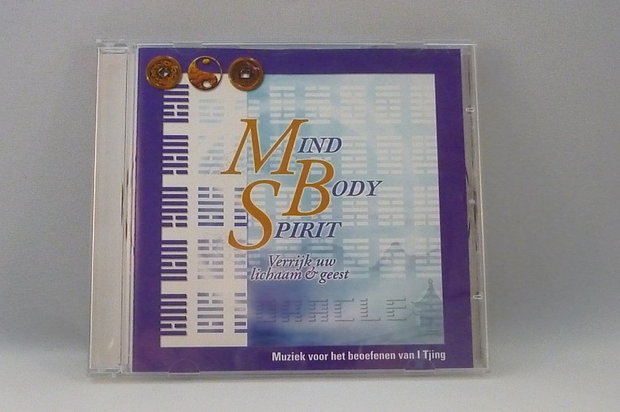 MIND
BODY
SPIRIT
Verrijk uw
lichaam & geest
ORACLE
Muziek voor het beoefenen van I Tjing